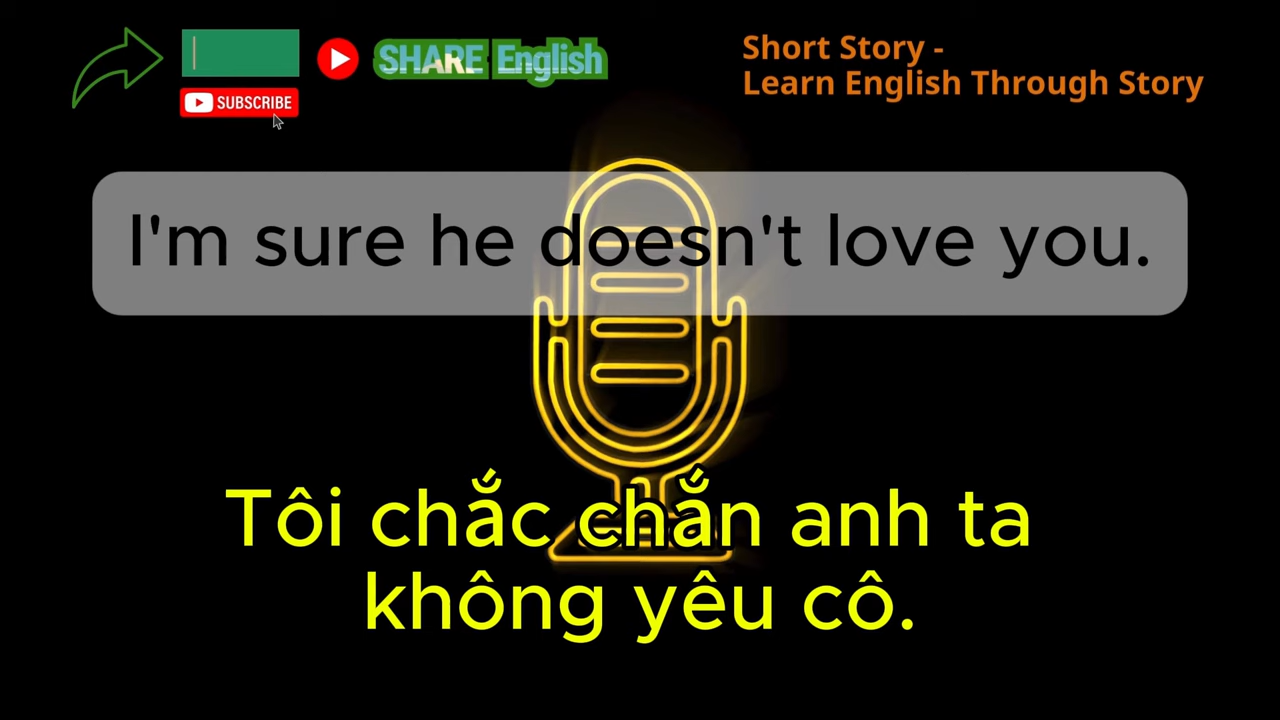 SUBSCRIBE
SHARE English
Short Story -
Learn English Through Story
I'm sure he doesn't love you.
Tôi chắc chắn anh ta
không yêu cô.